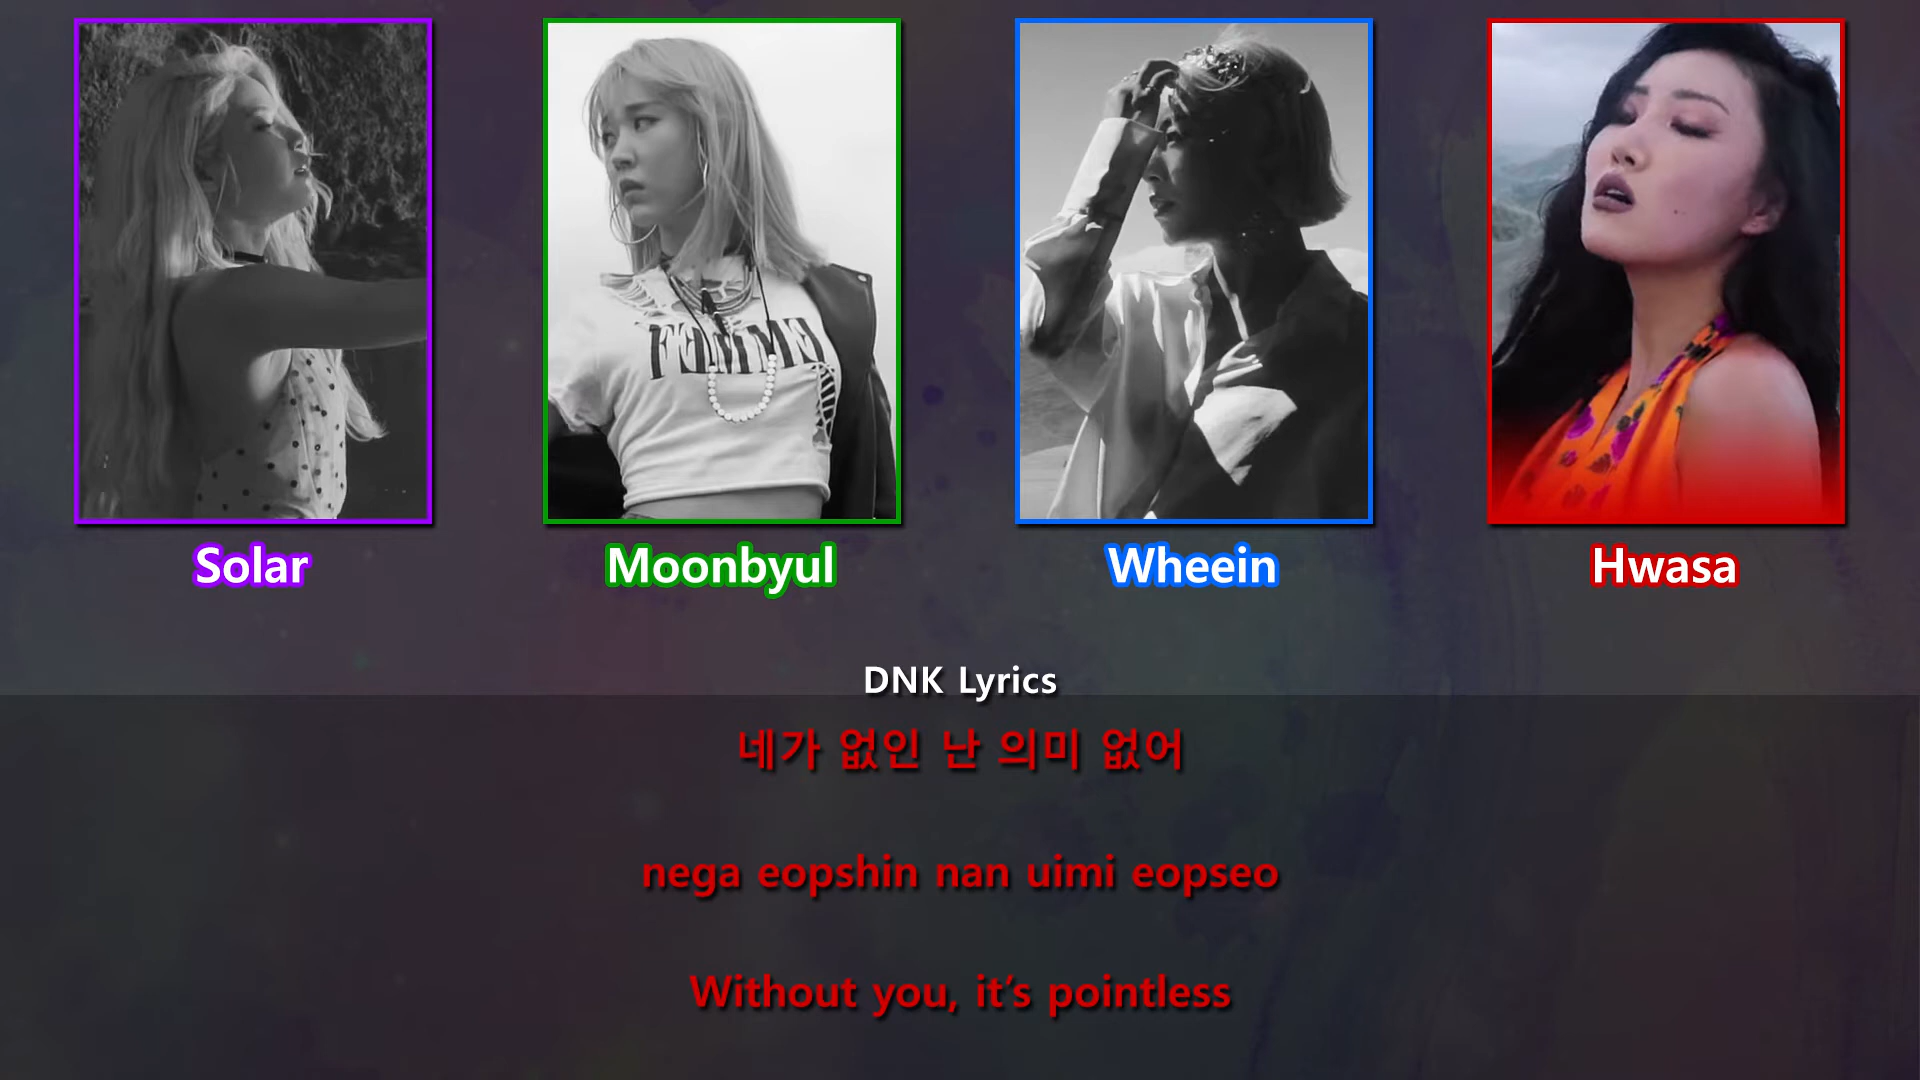 FEMME
Solar
Moonbyul
Wheein
Hwasa
DNK Lyrics
네가 없인 난 의미 없어
nega eopshin nan uimi eopseo
Without you, it's pointless